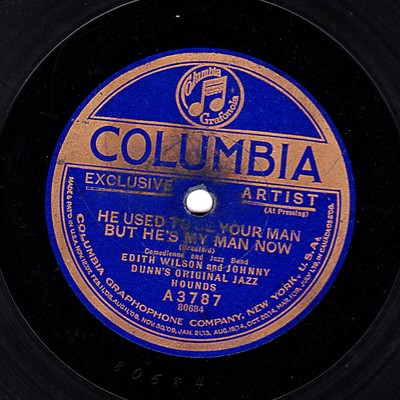 Columbia
Grafonola
COLUMBIA
EXCLUSIVE ARTIST
(At Pressing)
HE USED TO BE YOUR MAN
BUT HE'S MY MAN NOW
(Bradford)
Comedienne and Jazz Band
EDITH WILSON and JOHNNY
DUNN'S ORIGINAL JAZZ
HOUNDS
A3787
80684
COLUMBIA GRAPHOPHONE COMPANY, NEW YORK, U.S.A.
80684